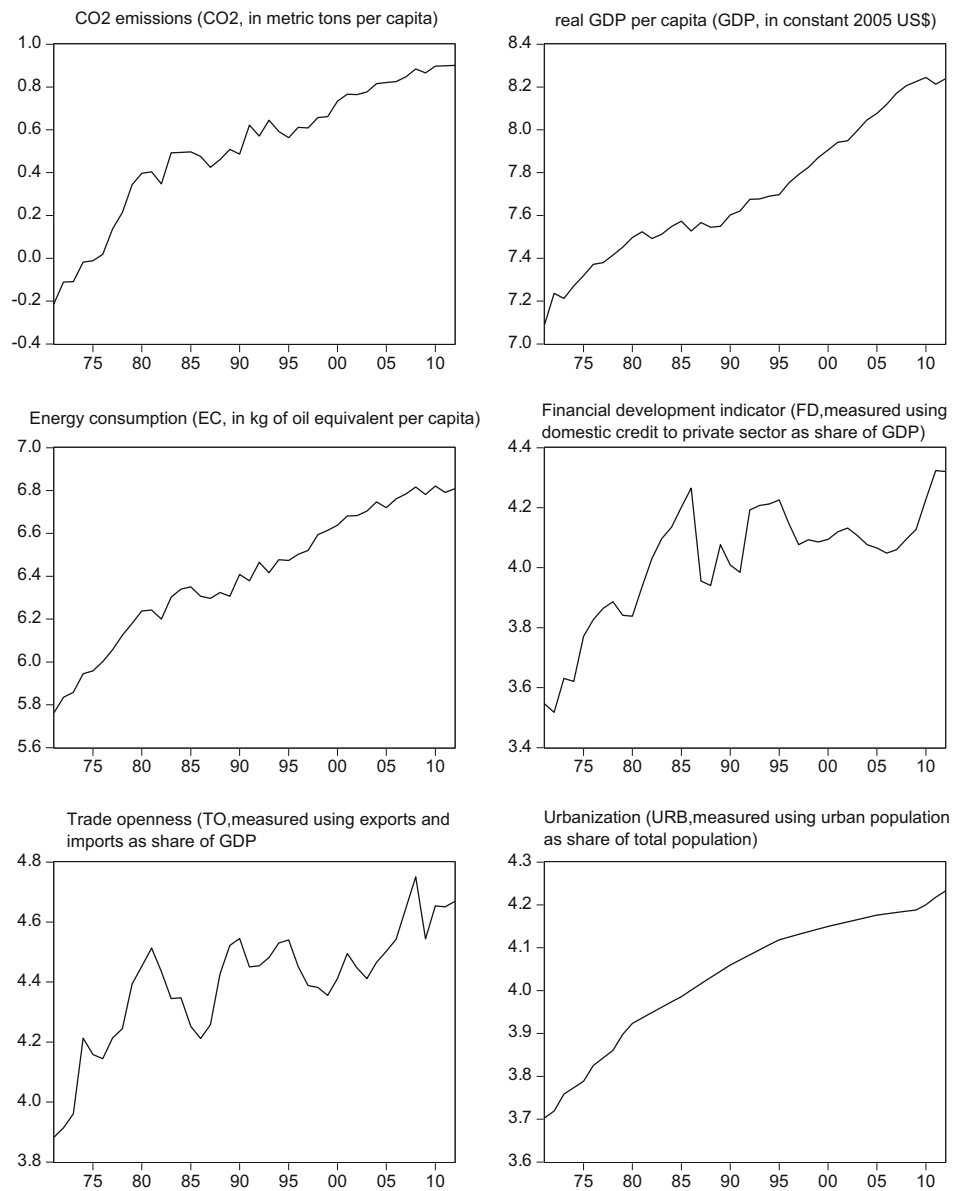 CO2 emissions (CO2, in metric tons per capita)
1.0
0.8
0.6
0.4
0.2
0.0
-0.2
-0.4
75 80 85 90 95 00 05 10
real GDP per capita (GDP, in constant 2005 US$)
8.4
8.2
8.0
7.8
7.6
7.4
7.2
7.0
75 80 85 90 95 00 05 10
Energy consumption (EC, in kg of oil equivalent per capita)
7.0
6.8
6.6
6.4
6.2
6.0
5.8
5.6
75 80 85 90 95 00 05 10
Financial development indicator (FD,measured using
domestic credit to private sector as share of GDP)
4.4
4.2
4.0
3.8
3.6
3.4
75 80 85 90 95 00 05 10
Trade openness (TO,measured using exports and
imports as share of GDP
4.8
4.6
4.4
4.2
4.0
3.8
75 80 85 90 95 00 05 10
Urbanization (URB,measured using urban population
as share of total population)
4.3
4.2
4.1
4.0
3.9
3.8
3.7
3.6
75 80 85 90 95 00 05 10